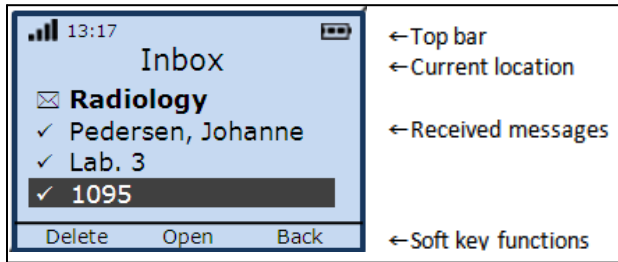 13:17 ←Top bar
Inbox ←Current location
Radiology
✓ Pedersen, Johanne ←Received messages
✓ Lab. 3
✓ 1095
Delete Open Back ←Soft key functions